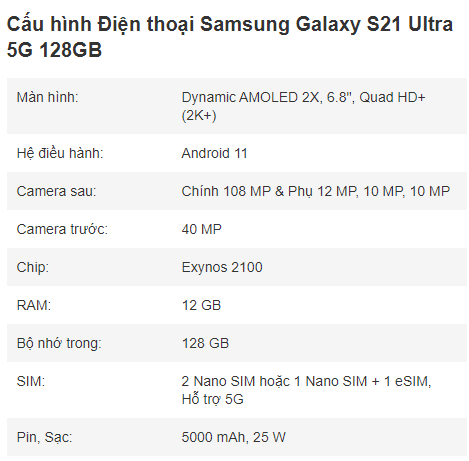 Cấu hình Điện thoại Samsung Galaxy S21 Ultra
5G 128GB
Màn hình: Dynamic AMOLED 2X, 6.8", Quad HD+
(2K+)
Hệ điều hành: Android 11
Camera sau: Chính 108 MP & Phụ 12 MP, 10 MP, 10 MP
Camera trước: 40 MP
Chip: Exynos 2100
RAM: 12 GB
Bộ nhớ trong: 128 GB
SIM: 2 Nano SIM hoặc 1 Nano SIM + 1 eSIM,
Hỗ trợ 5G
Pin, Sạc: 5000 mAh, 25 W